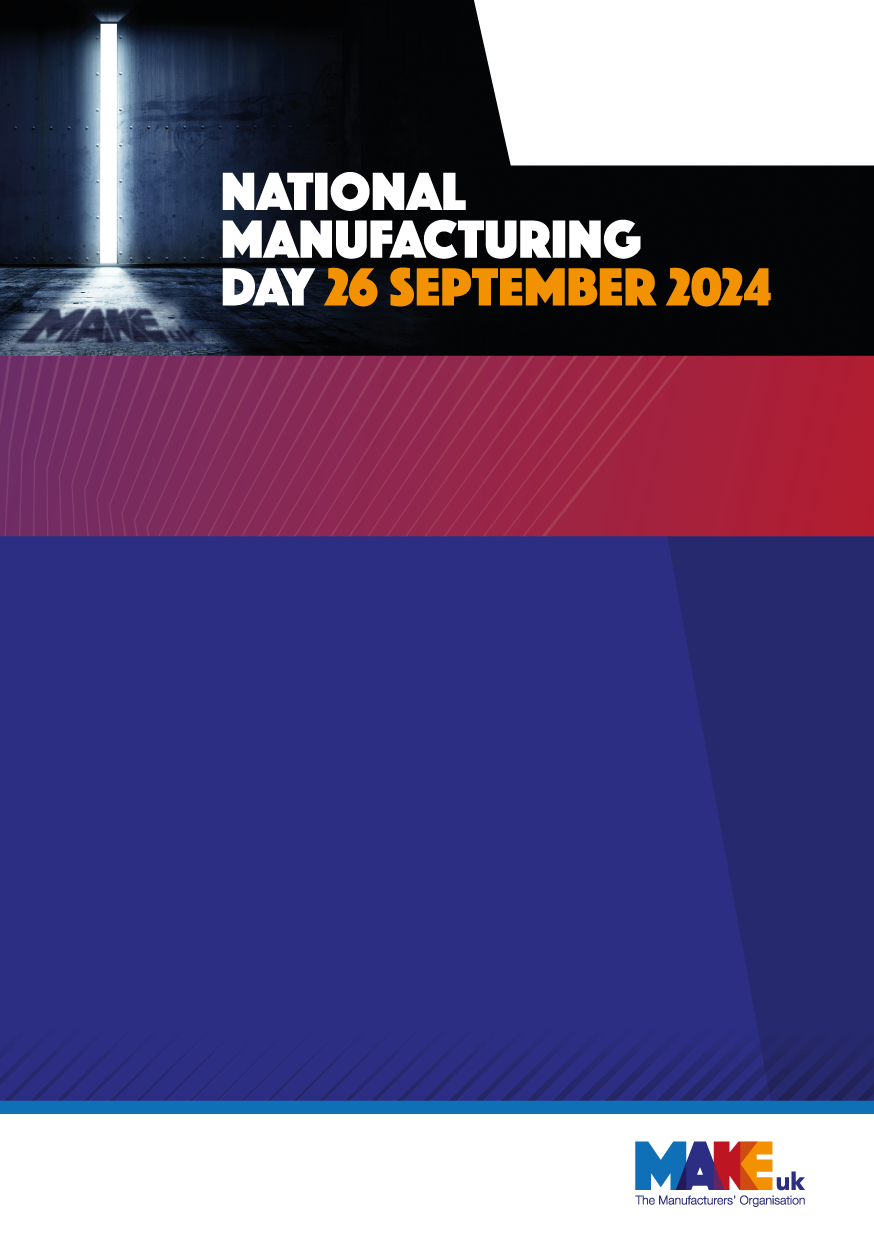 NATIONAL
MANUFACTURING
DAY 26 SEPTEMBER 2024
MAKE uk
MAKE uk
The Manufacturers' Organisation